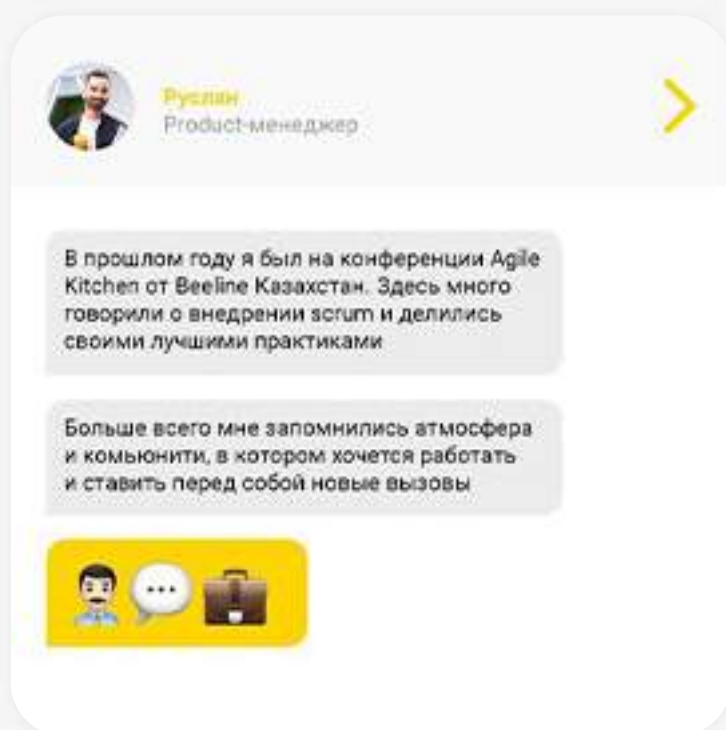 Руслан
Product-менеджер
В прошлом году я был на конференции Agile
Kitchen от Beeline Казахстан. Здесь много
говорили о внедрении scrum и делились
своими лучшими практиками
Больше всего мне запомнились атмосфера
и комьюнити, в котором хочется работать
и ставить перед собой новые вызовы